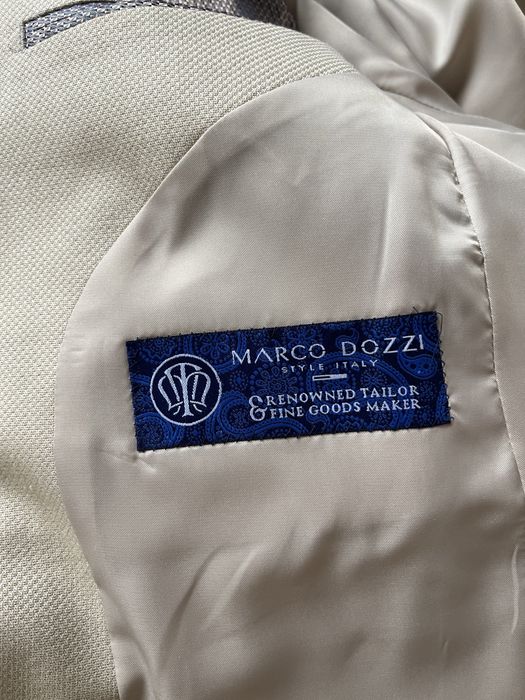 MARCO DOZZI
STYLE ITALY
& RENOWNED TAILOR
FINE GOODS MAKER